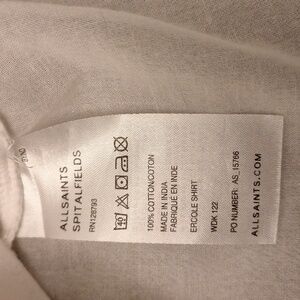 ALLSAINTS
SPITALFIELDS
RN128793
40
100% COTTON/COTON
MADE IN INDIA
FABRIQUÉ EN INDE
ERCOLE SHIRT
WDK 122
PO NUMBER: AS_15766
ALLSAINTS.COM